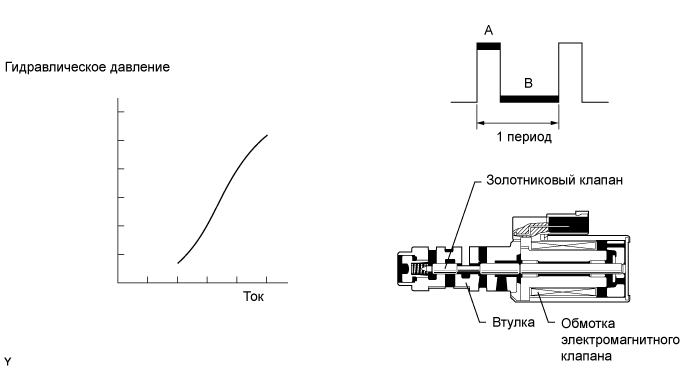 A
Гидравлическое давление
B
1 период
Золотниковый клапан
Ток
Втулка
Обмотка
электромагнитного
клапана
Y